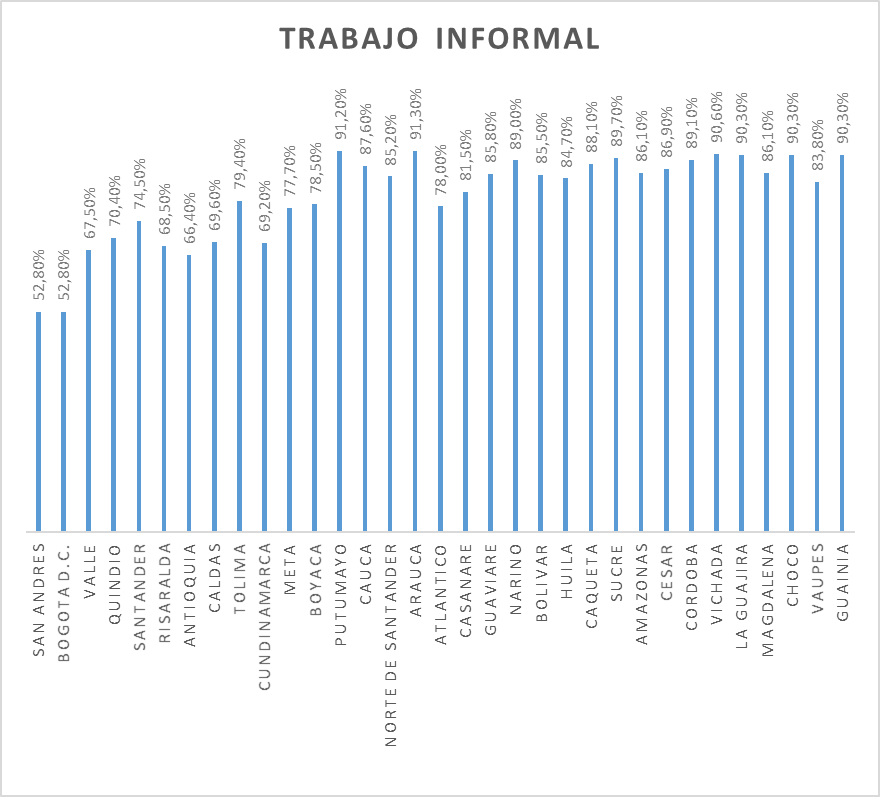 TRABAJO INFORMAL
52,80%
52,80%
67,50%
70,40%
74,50%
68,50%
66,40%
69,60%
79,40%
69,20%
77,70%
78,50%
91,20%
87,60%
85,20%
91,30%
78,00%
81,50%
85,80%
89,00%
85,50%
84,70%
88,10%
89,70%
86,10%
86,90%
89,10%
90,60%
90,30%
86,10%
90,30%
83,80%
90,30%
SAN ANDRES
BOGOTA D.C.
VALLE
QUINDIO
SANTANDER
RISARALDA
ANTIOQUIA
CALDAS
TOLIMA
CUNDINAMARCA
META
BOYACA
PUTUMAYO
CAUCA
NORTE DE SANTANDER
ARAUCA
ATLANTICO
CASANARE
GUAVIARE
NARINO
BOLIVAR
HUILA
CAQUETA
SUCRE
AMAZONAS
CESAR
CORDOBA
VICHADA
LA GUAJIRA
MAGDALENA
CHOCO
VAUPES
GUAINIA